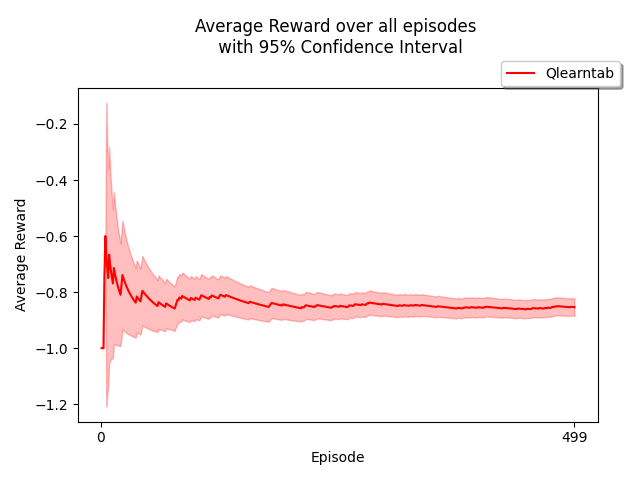 Average Reward over all episodes
with 95% Confidence Interval
Qlearntab
−0.2
−0.4
−0.6
−0.8
−1.0
−1.2
Average Reward
0
499
Episode